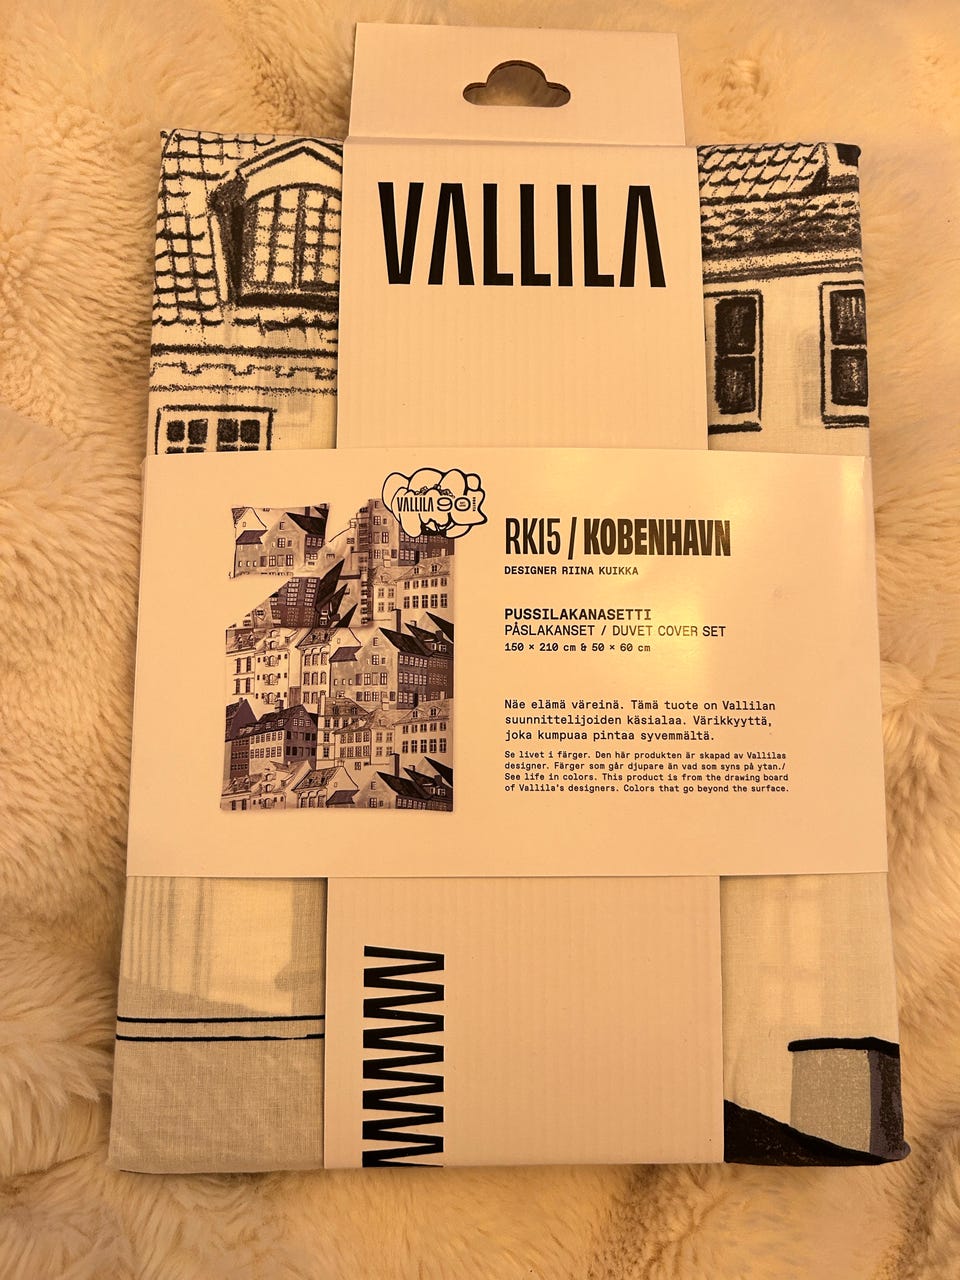 VALLILA
VALLILA 90
RK15 / KOBENHAVN
DESIGNER RIINA KUIKKA
PUSSILAKANASETTI
PÅSLAKANSET / DUVET COVER SET
150 × 210 cm & 50 × 60 cm
Näe elämä väreinä. Tämä tuote on Vallilan
suunnittelijoiden käsialaa. Värikkyyttä,
joka kumpuaa pintaa syvemmältä.
Se livet i färger. Den här produkten är skapad av Vallilas
designer. Färger som går djupare än vad som syns på ytan./
See life in colors. This product is from the drawing board
of Vallila's designers. Colors that go beyond the surface.